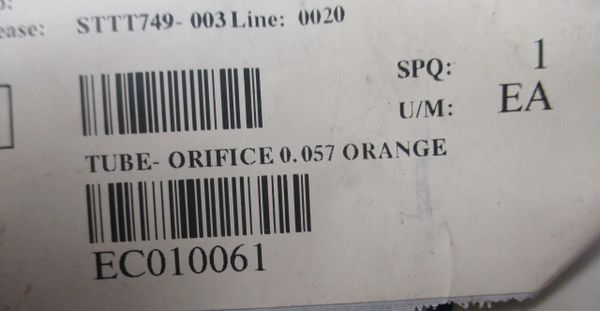 ease: STTT749- 003 Line: 0020
SPQ: 1
U/M: EA
TUBE- ORIFICE 0.057 ORANGE
EC010061